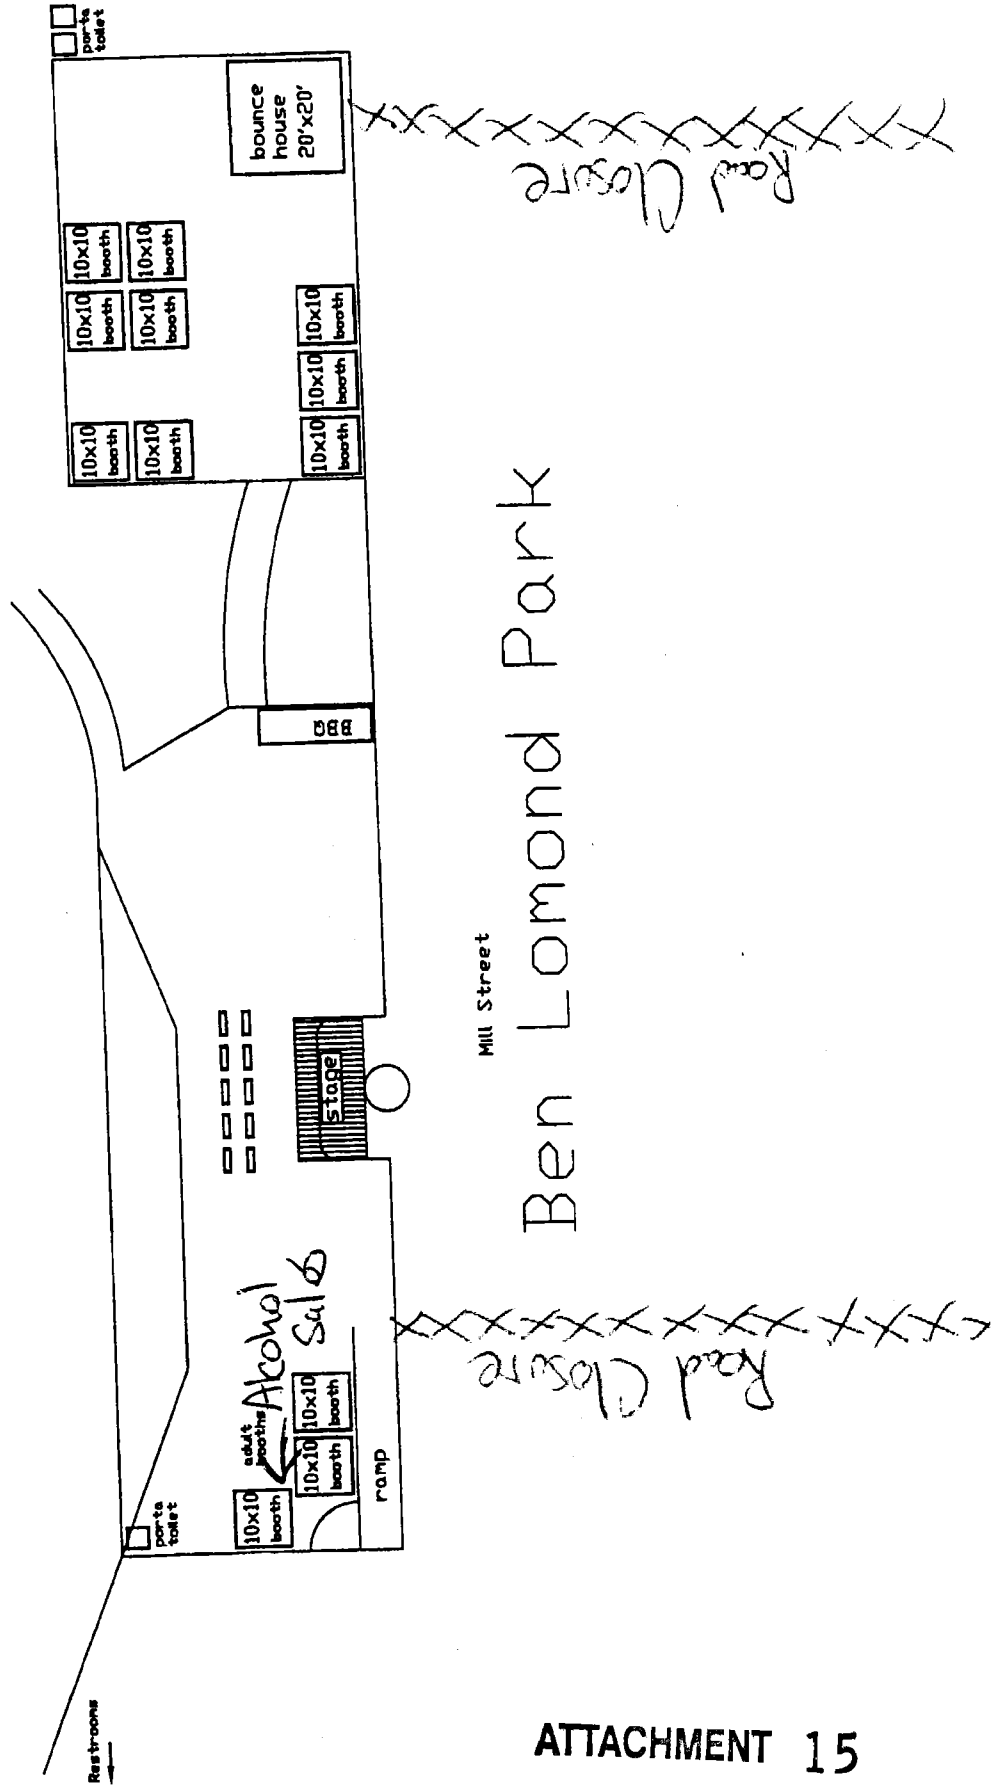 Restrooms
porta
toilet
10x10
booth
adult
booths
Alcohol
Sales
10x10
booth
10x10
booth
ramp
stage
BBQ
10x10
booth
10x10
booth
10x10
booth
10x10
booth
10x10
booth
10x10
booth
10x10
booth
10x10
booth
10x10
booth
bounce
house
20'x20'
porta
toilet
Mill Street
Ben Lomond Park
Road Closure
Road Closure
ATTACHMENT 15